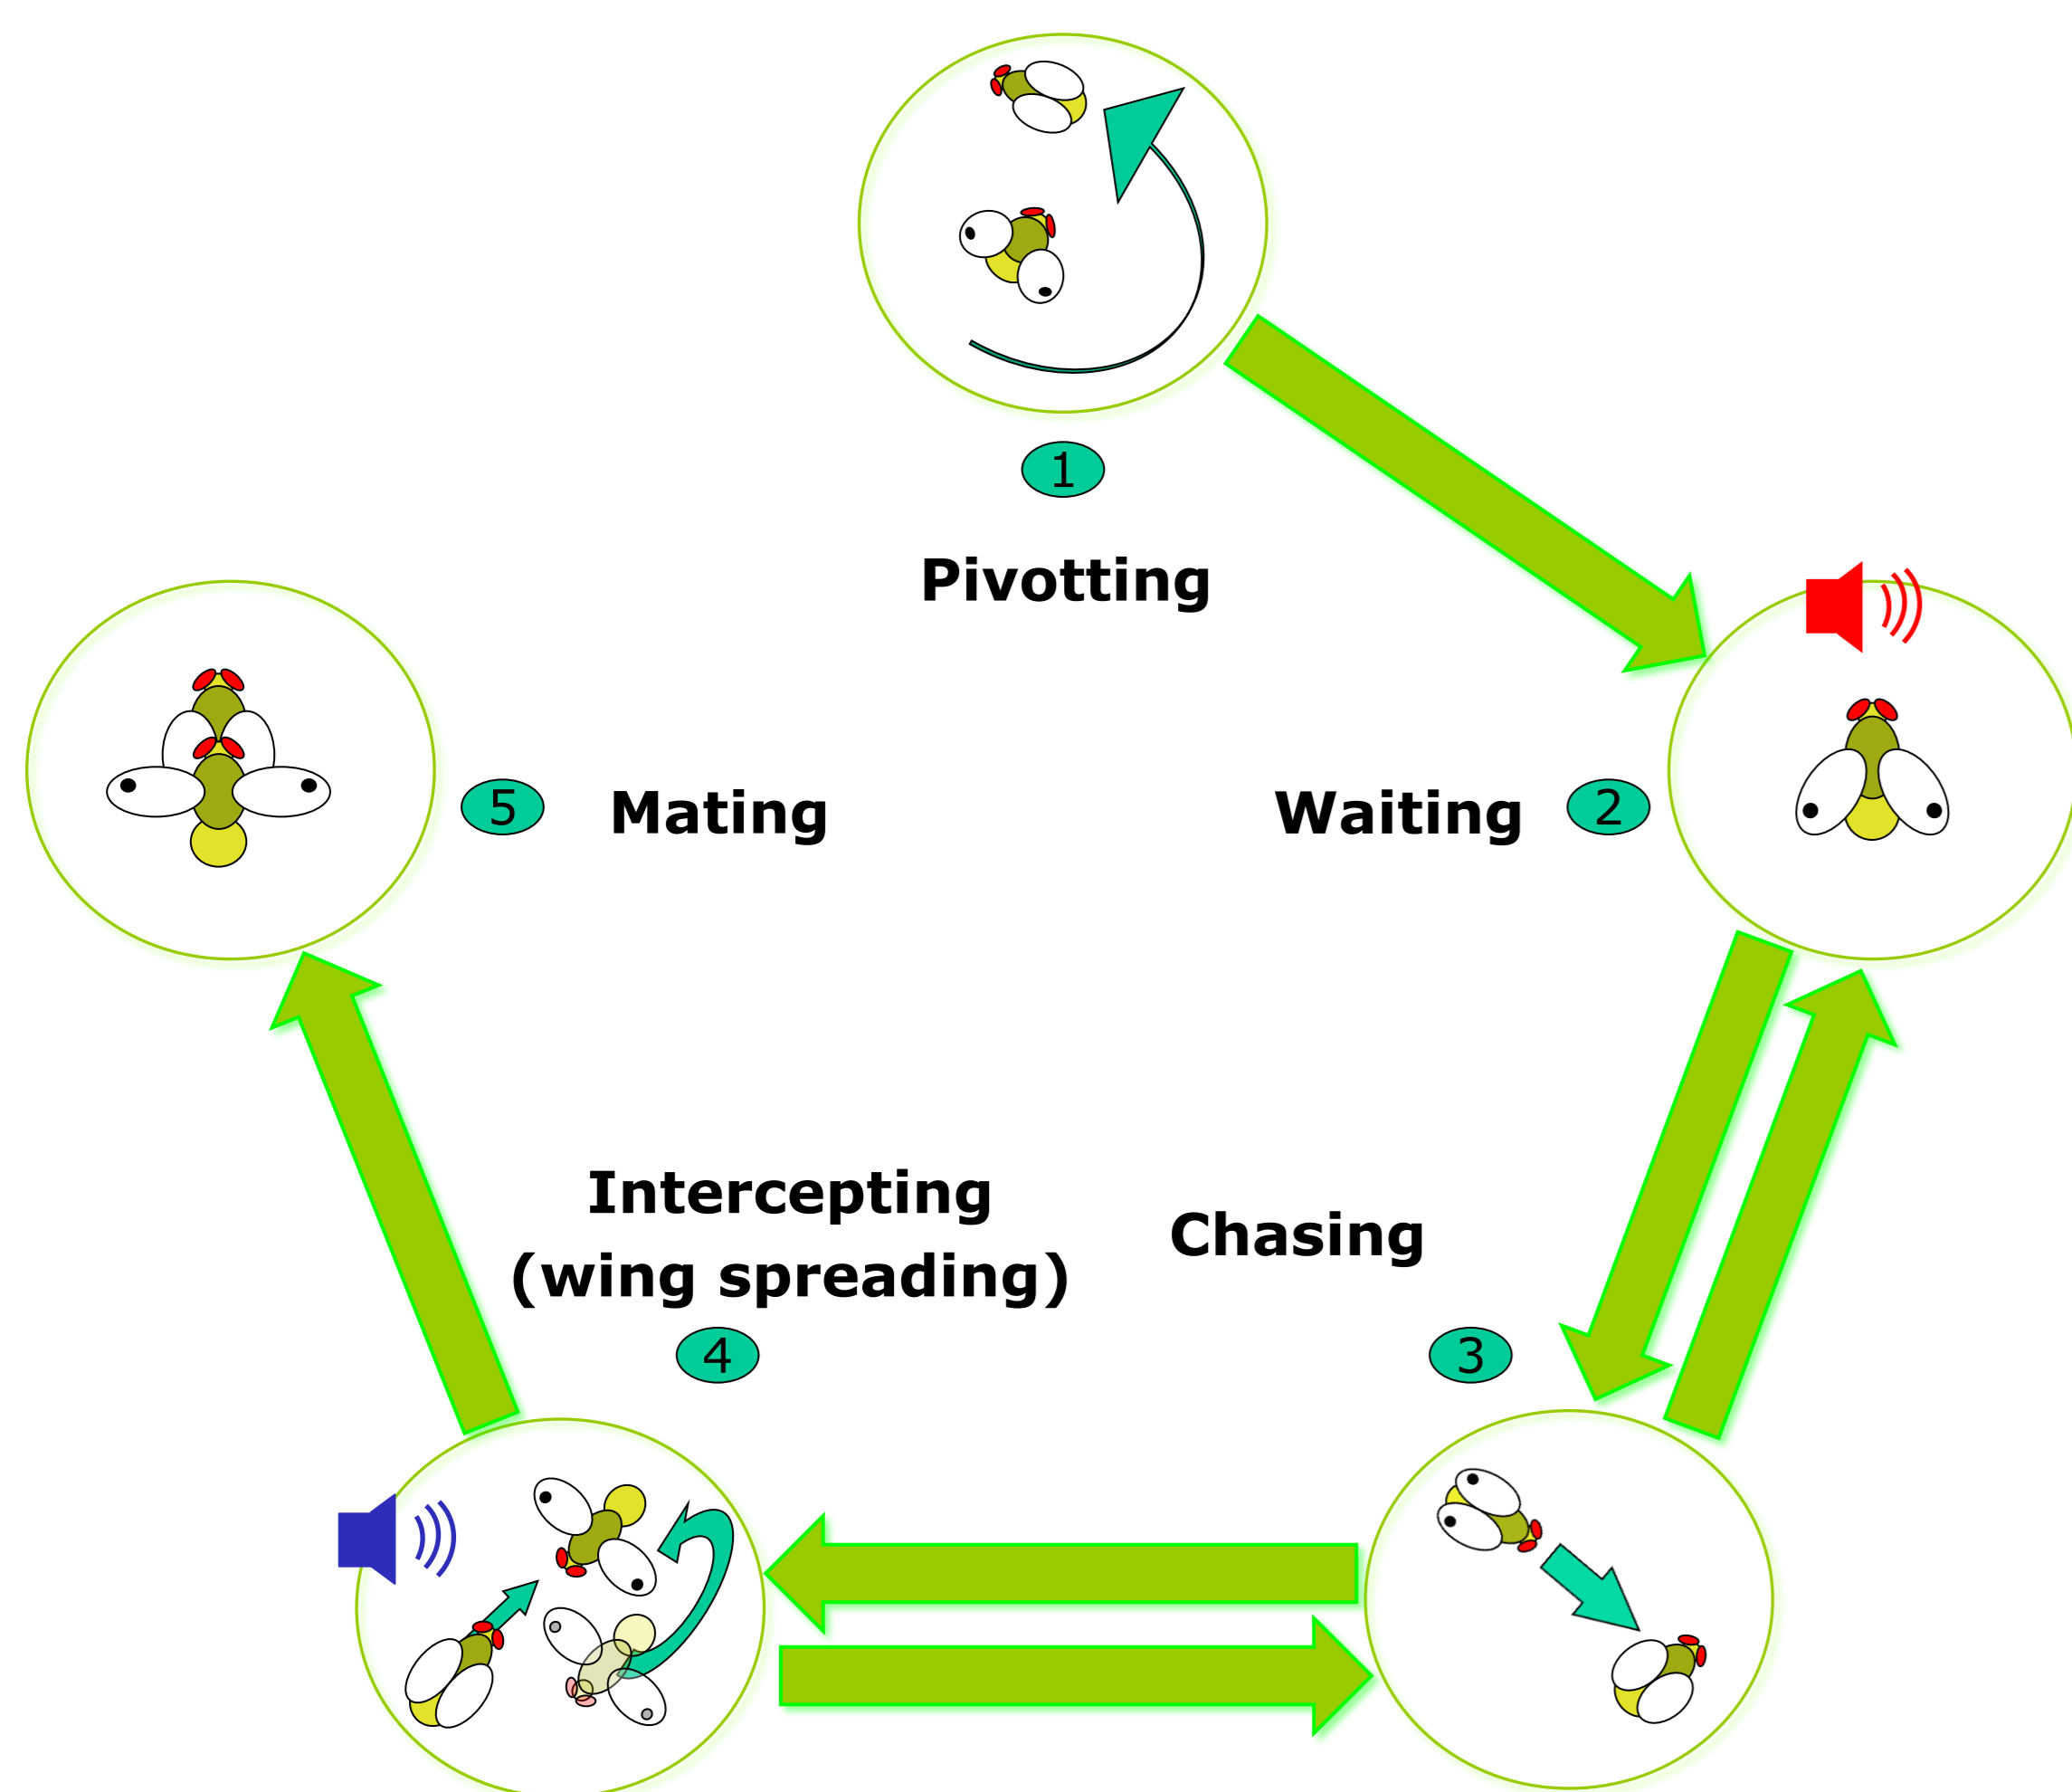 1
Pivotting
Waiting 2
5 Mating
Intercepting
(wing spreading)
4
Chasing
3